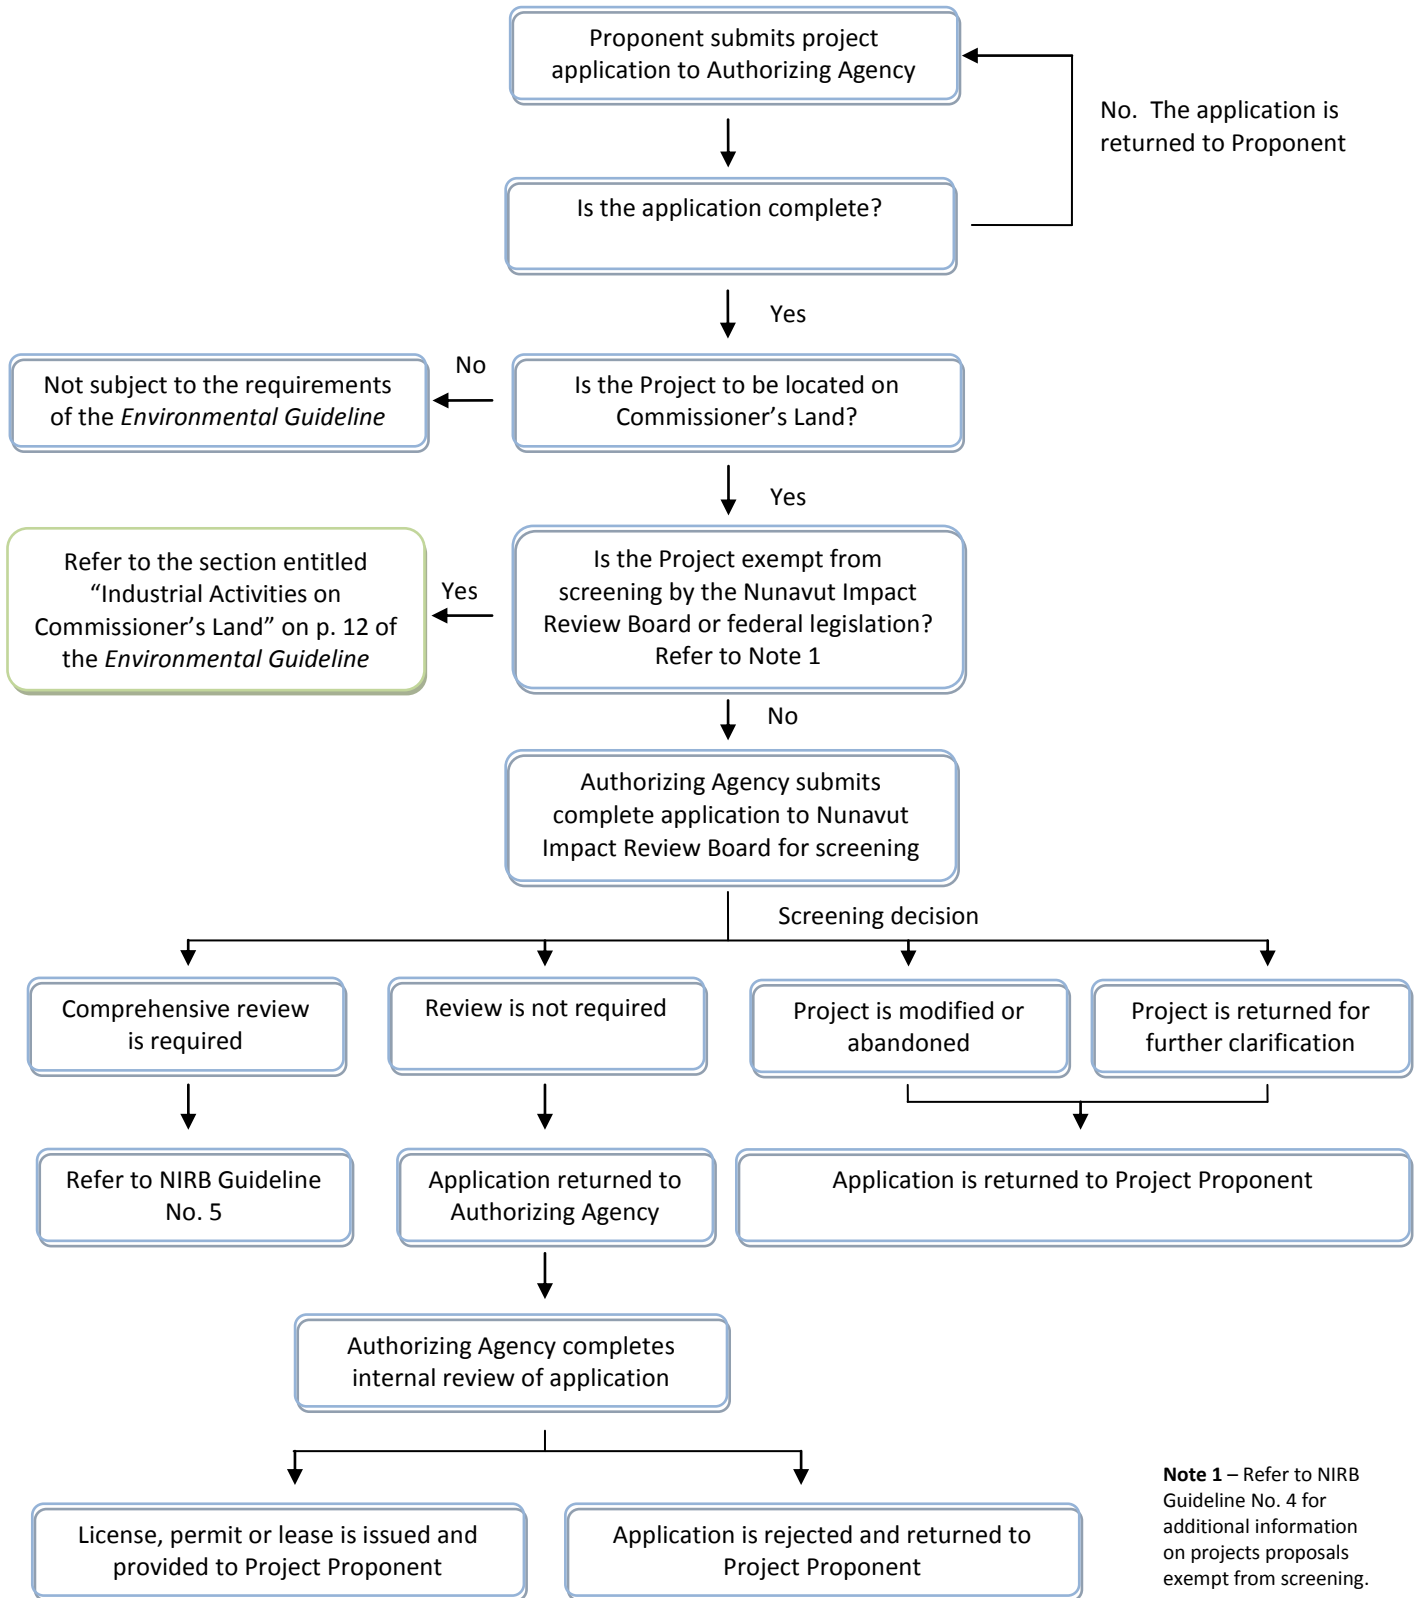 Proponent submits project
application to Authorizing Agency
No. The application is
returned to Proponent
Is the application complete?
Yes
No
Not subject to the requirements
of the Environmental Guideline
Is the Project to be located on
Commissioner’s Land?
Yes
Refer to the section entitled
“Industrial Activities on
Commissioner’s Land” on p. 12 of
the Environmental Guideline
Yes
Is the Project exempt from
screening by the Nunavut Impact
Review Board or federal legislation?
Refer to Note 1
No
Authorizing Agency submits
complete application to Nunavut
Impact Review Board for screening
Screening decision
Comprehensive review
is required
Review is not required
Project is modified or
abandoned
Project is returned for
further clarification
Refer to NIRB Guideline
No. 5
Application returned to
Authorizing Agency
Application is returned to Project Proponent
Authorizing Agency completes
internal review of application
License, permit or lease is issued and
provided to Project Proponent
Application is rejected and returned to
Project Proponent
Note 1 – Refer to NIRB
Guideline No. 4 for
additional information
on projects proposals
exempt from screening.